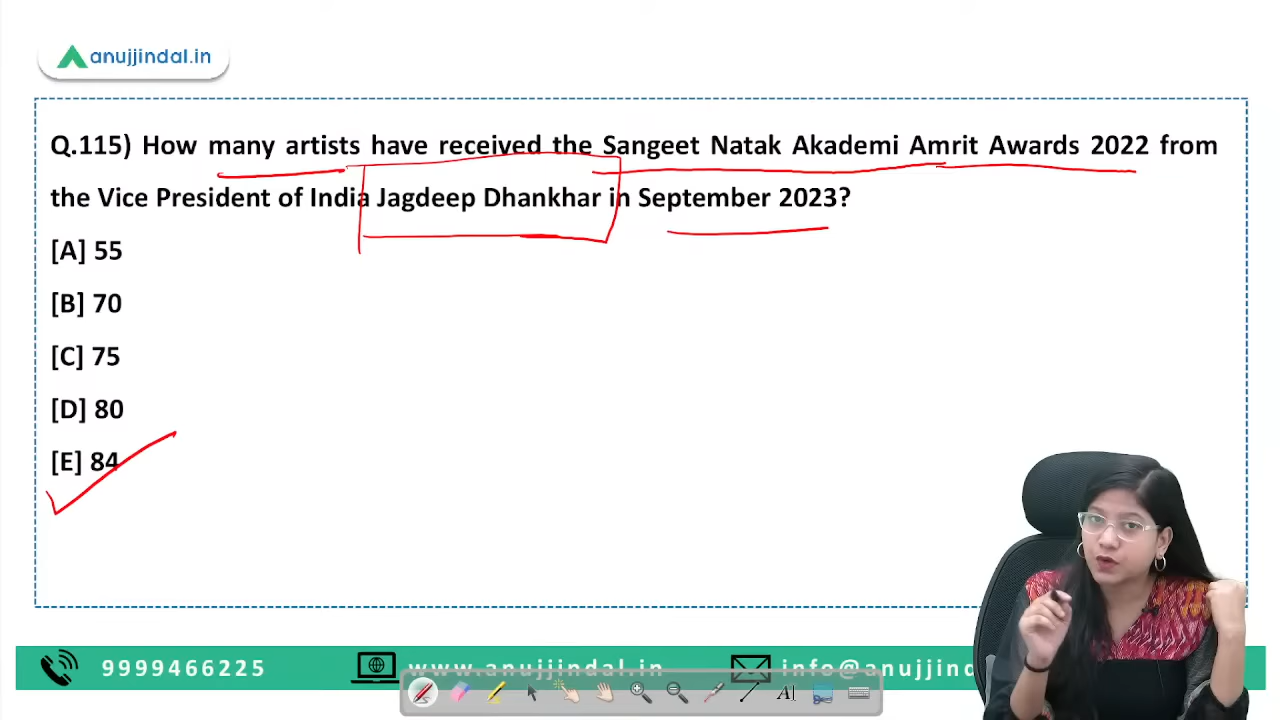 anujjindal.in
Q.115) How many artists have received the Sangeet Natak Akademi Amrit Awards 2022 from
the Vice President of India Jagdeep Dhankhar in September 2023?
[A] 55
[B] 70
[C] 75
[D] 80
[E] 84
9999466225 www.anujjindal.in info@anujjind
AI